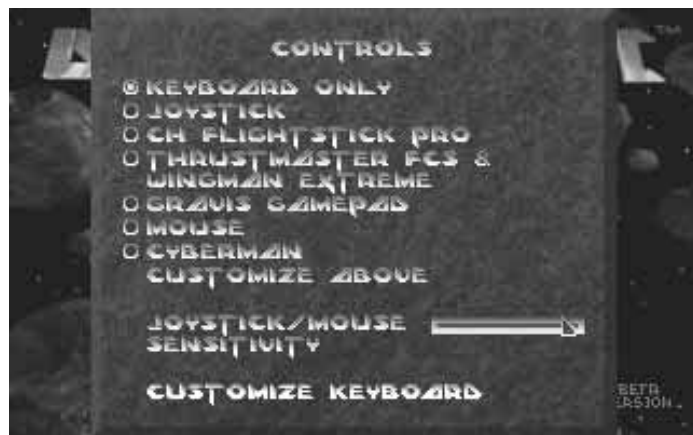 CONTROLS
KEYBOARD ONLY
JOYSTICK
CH FLIGHTSTICK PRO
THRUSTMASTER FCS &
WINGMAN EXTREME
GRAVIS GAMEPAD
MOUSE
CYBERMAN
CUSTOMIZE ABOVE
JOYSTICK/MOUSE
SENSITIVITY
CUSTOMIZE KEYBOARD
BETA